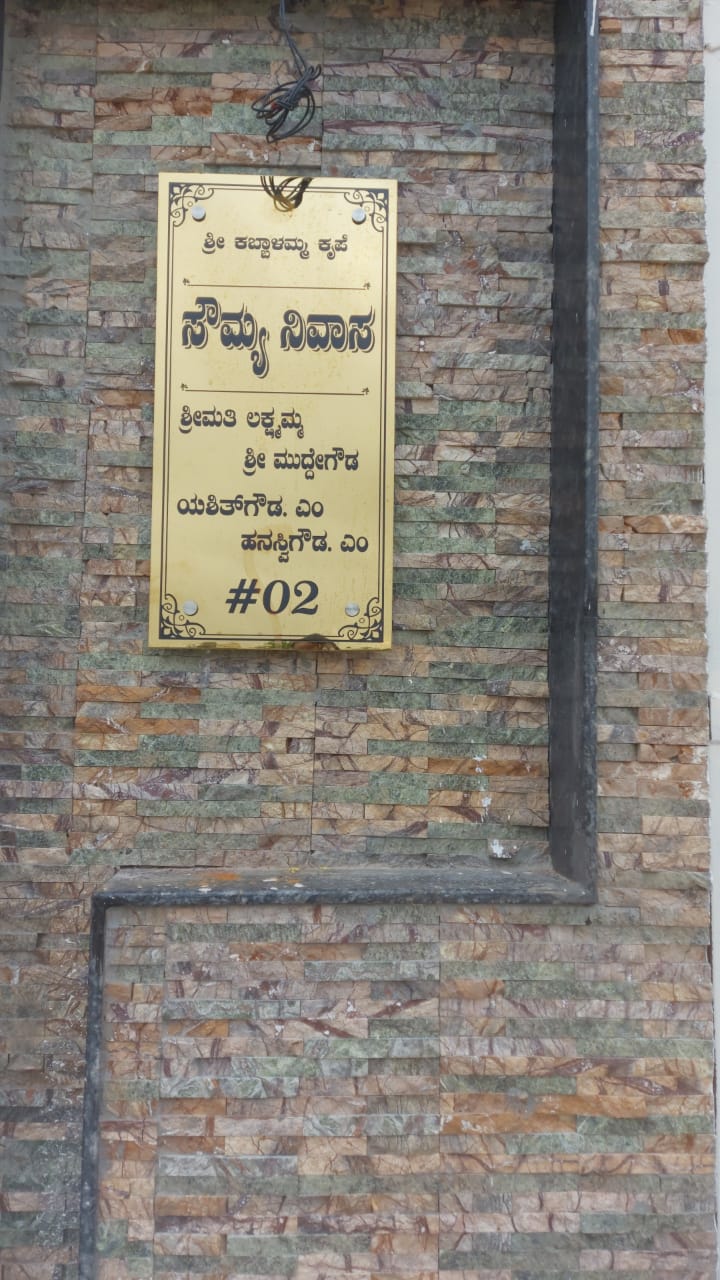 ಶ್ರೀ ಕಬ್ಬಾಳಮ್ಮ ಕೃಪೆ
ಸೌಮ್ಯ ನಿವಾಸ
ಶ್ರೀಮತಿ ಲಕ್ಷ್ಮಮ್ಮ
ಶ್ರೀ ಮುದ್ದೇಗೌಡ
ಯಶಿತ್‌ಗೌಡ. ಎಂ
ಹನಸ್ವಿಗೌಡ. ಎಂ
#02